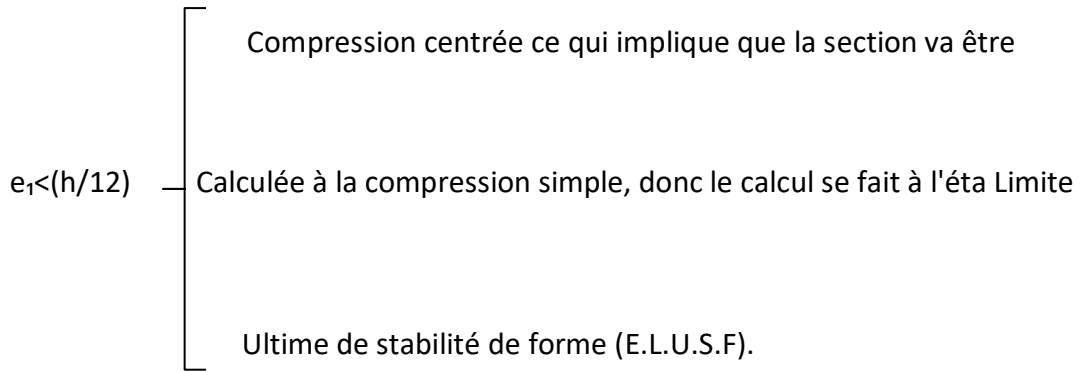 Compression centrée ce qui implique que la section va être
e₁<(h/12) Calculée à la compression simple, donc le calcul se fait à l'éta Limite
Ultime de stabilité de forme (E.L.U.S.F).